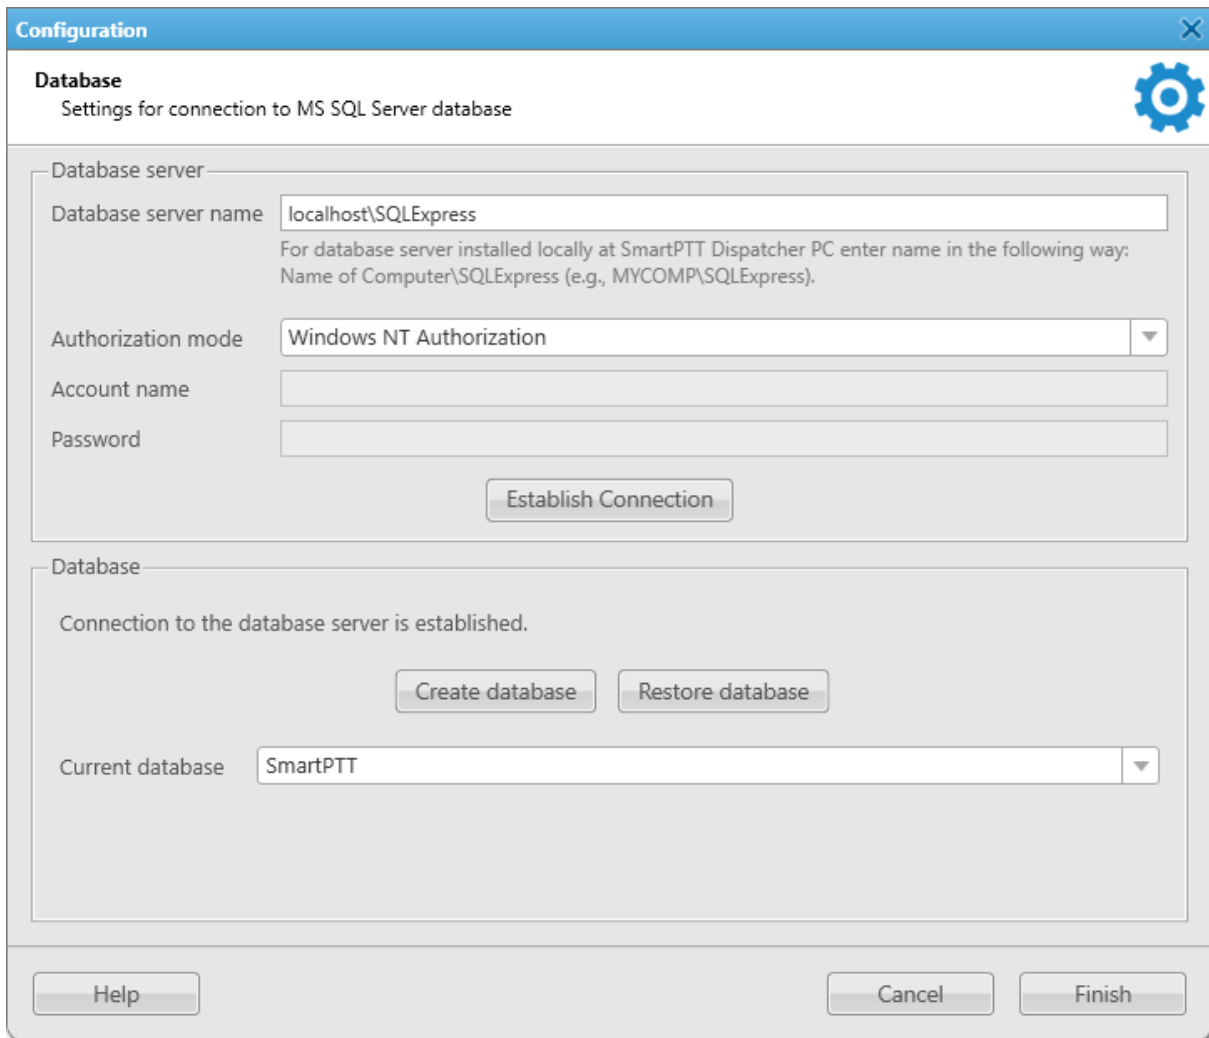 Configuration
Database
Settings for connection to MS SQL Server database
Database server
Database server name localhost\SQLExpress
For database server installed locally at SmartPTT Dispatcher PC enter name in the following way:
Name of Computer\SQLExpress (e.g., MYCOMP\SQLExpress).
Authorization mode Windows NT Authorization
Account name
Password
Establish Connection
Database
Connection to the database server is established.
Create database Restore database
Current database SmartPTT
Help Cancel Finish